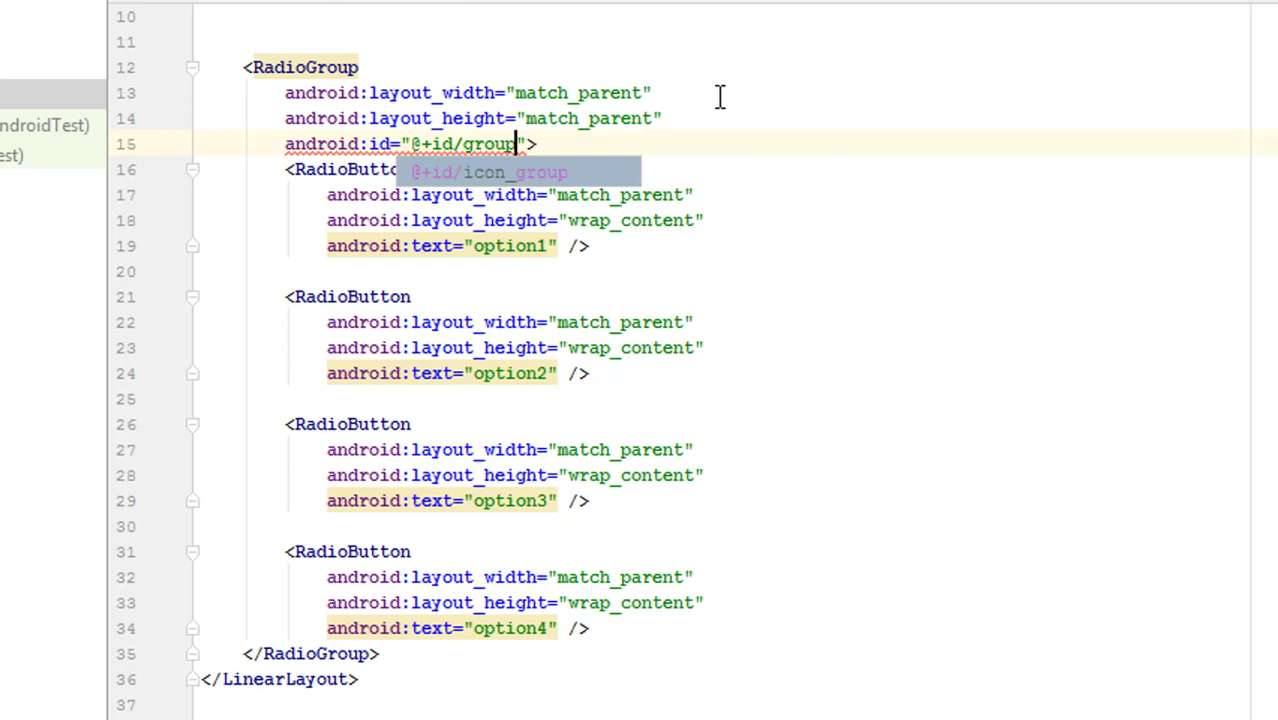 10
11
12 <RadioGroup
13 android:layout_width="match_parent"
14 android:layout_height="match_parent"
ndroidTest) 15 android:id="@+id/group">
est) 16 <RadioButto
@+id/icon_group
17 android:layout_width="match_parent"
18 android:layout_height="wrap_content"
19 android:text="option1" />
20
21 <RadioButton
22 android:layout_width="match_parent"
23 android:layout_height="wrap_content"
24 android:text="option2" />
25
26 <RadioButton
27 android:layout_width="match_parent"
28 android:layout_height="wrap_content"
29 android:text="option3" />
30
31 <RadioButton
32 android:layout_width="match_parent"
33 android:layout_height="wrap_content"
34 android:text="option4" />
35 </RadioGroup>
36 </LinearLayout>
37